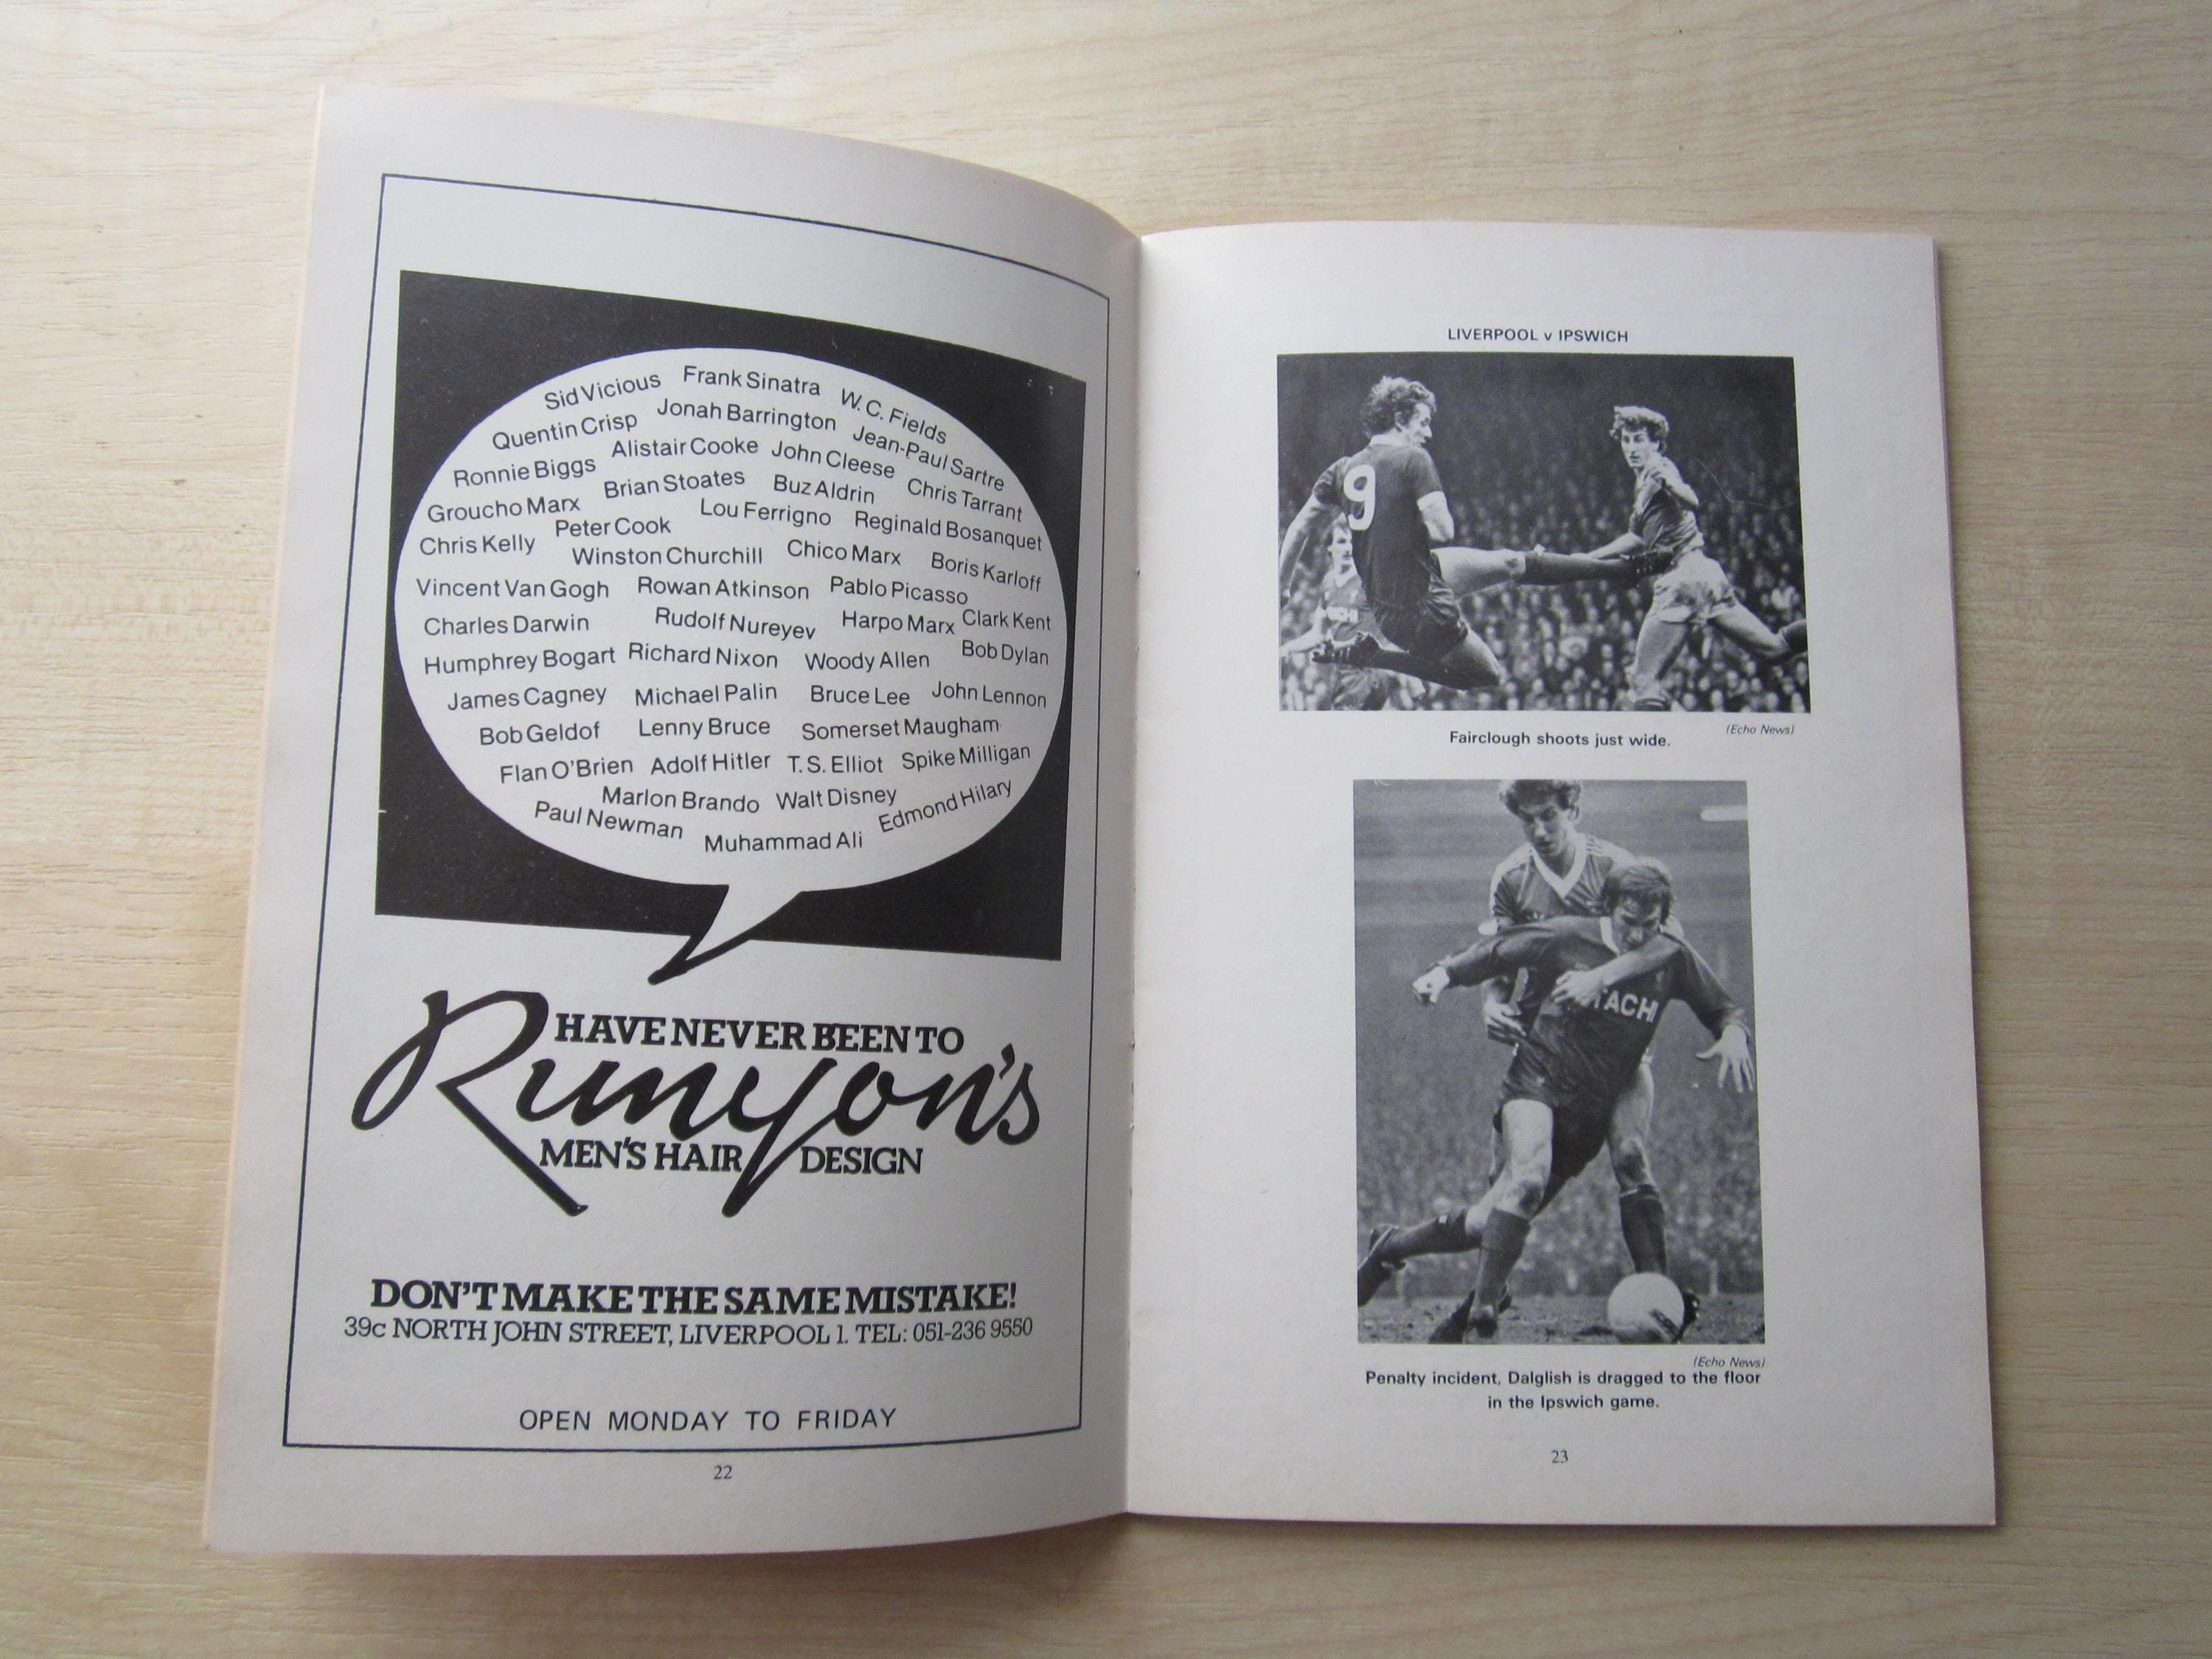 Sid Vicious Frank Sinatra W.C. Fields
Quentin Crisp Jonah Barrington Jean-Paul Sartre
Ronnie Biggs Alistair Cooke John Cleese
Groucho Marx Brian Stoates Buz Aldrin Chris Tarrant
Chris Kelly Peter Cook Lou Ferrigno Reginald Bosanquet
Winston Churchill Chico Marx Boris Karloff
Vincent Van Gogh Rowan Atkinson Pablo Picasso
Charles Darwin Rudolf Nureyev Harpo Marx Clark Kent
Humphrey Bogart Richard Nixon Woody Allen Bob Dylan
James Cagney Michael Palin Bruce Lee John Lennon
Bob Geldof Lenny Bruce Somerset Maugham
Flan O'Brien Adolf Hitler T.S. Elliot Spike Milligan
Marlon Brando Walt Disney Edmond Hilary
Paul Newman Muhammad Ali
HAVE NEVER BEEN TO
Runyon's
MEN'S HAIR DESIGN
DON'T MAKE THE SAME MISTAKE!
39c NORTH JOHN STREET, LIVERPOOL 1. TEL: 051-236 9550
OPEN MONDAY TO FRIDAY
22
LIVERPOOL v IPSWICH
9
(Echo News)
Fairclough shoots just wide.
TACHI
(Echo News)
Penalty incident, Dalglish is dragged to the floor
in the Ipswich game.
23